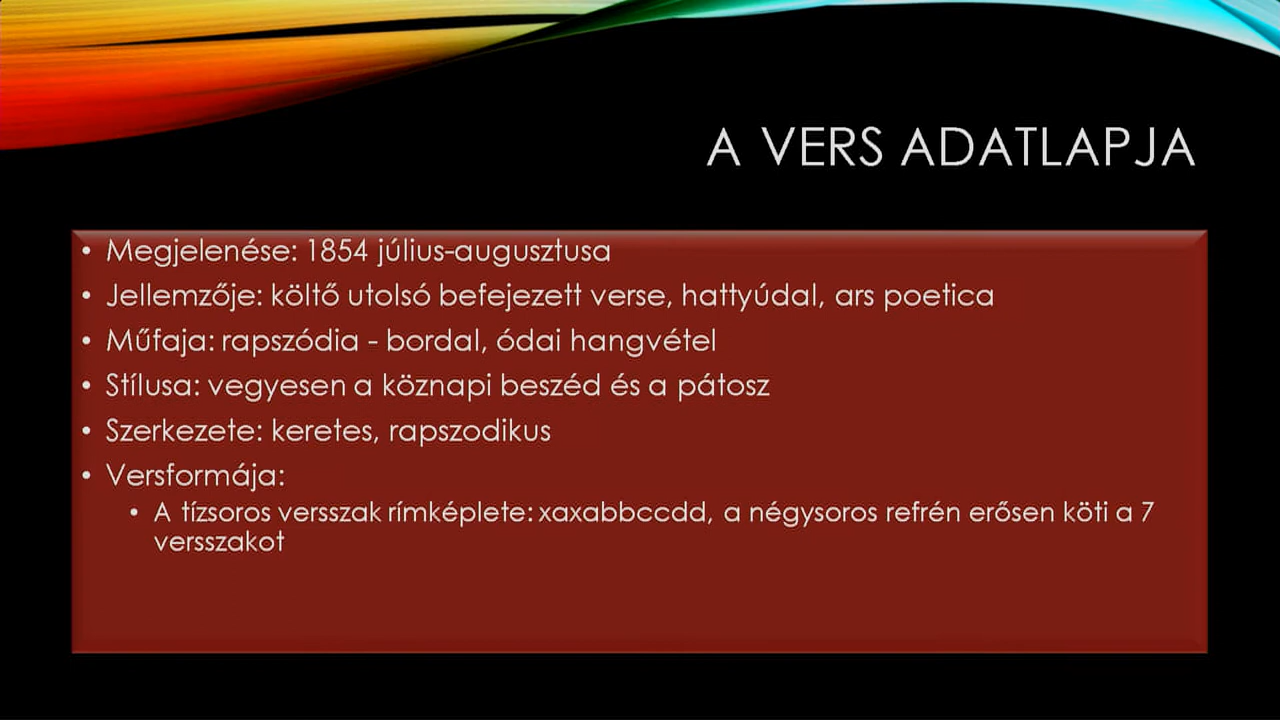 A VERS ADATLAPJA
• Megjelenése: 1854 július-augusztusa
• Jellemzője: költő utolsó befejezett verse, hattyúdal, ars poetica
• Műfaja: rapszódia - bordal, ódai hangvétel
• Stílusa: vegyesen a köznapi beszéd és a pátosz
• Szerkezete: keretes, rapszodikus
• Versformája:
• A tízsoros versszak rímképlete: xaxabbccdd, a négysoros refrén erősen köti a 7
versszakot